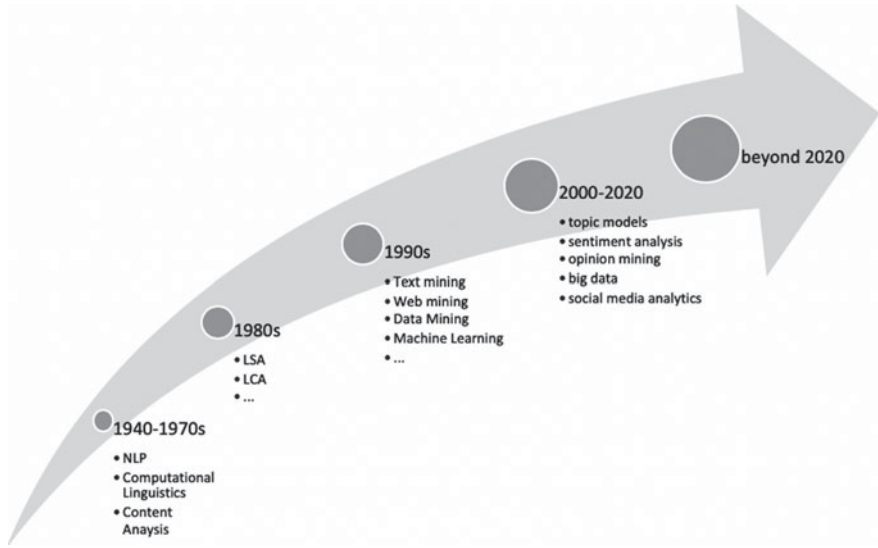 1940-1970s
• NLP
• Computational
Linguistics
• Content
Anaysis
1980s
• LSA
• LCA
• ...
1990s
• Text mining
• Web mining
• Data Mining
• Machine Learning
• ...
2000-2020
• topic models
• sentiment analysis
• opinion mining
• big data
• social media analytics
beyond 2020